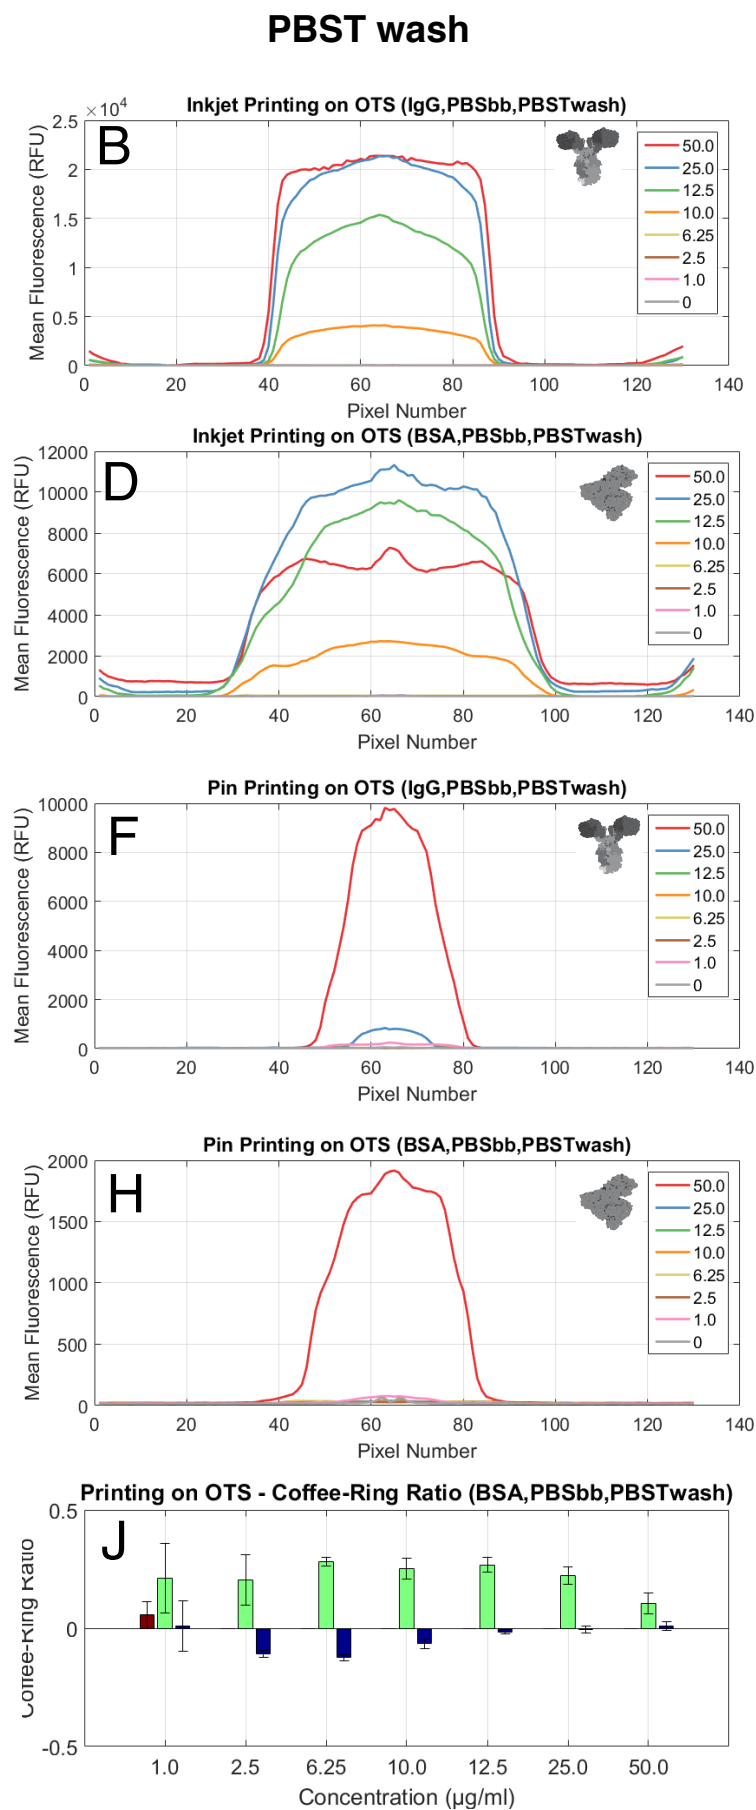 PBST wash
Inkjet Printing on OTS (IgG,PBSbb,PBSTwash)
B
×10⁴
2.5
2
1.5
1
0.5
0
Mean Fluorescence (RFU)
50.0
25.0
12.5
10.0
6.25
2.5
1.0
0
0 20 40 60 80 100 120 140
Pixel Number
Inkjet Printing on OTS (BSA,PBSbb,PBSTwash)
D
12000
10000
8000
6000
4000
2000
0
Mean Fluorescence (RFU)
50.0
25.0
12.5
10.0
6.25
2.5
1.0
0
0 20 40 60 80 100 120 140
Pixel Number
Pin Printing on OTS (IgG,PBSbb,PBSTwash)
F
10000
8000
6000
4000
2000
0
Mean Fluorescence (RFU)
50.0
25.0
12.5
10.0
6.25
2.5
1.0
0
0 20 40 60 80 100 120 140
Pixel Number
Pin Printing on OTS (BSA,PBSbb,PBSTwash)
H
2000
1500
1000
500
0
Mean Fluorescence (RFU)
50.0
25.0
12.5
10.0
6.25
2.5
1.0
0
0 20 40 60 80 100 120 140
Pixel Number
Printing on OTS - Coffee-Ring Ratio (BSA,PBSbb,PBSTwash)
J
0.5
0
-0.5
Coffee-Ring Ratio
1.0 2.5 6.25 10.0 12.5 25.0 50.0
Concentration (µg/ml)